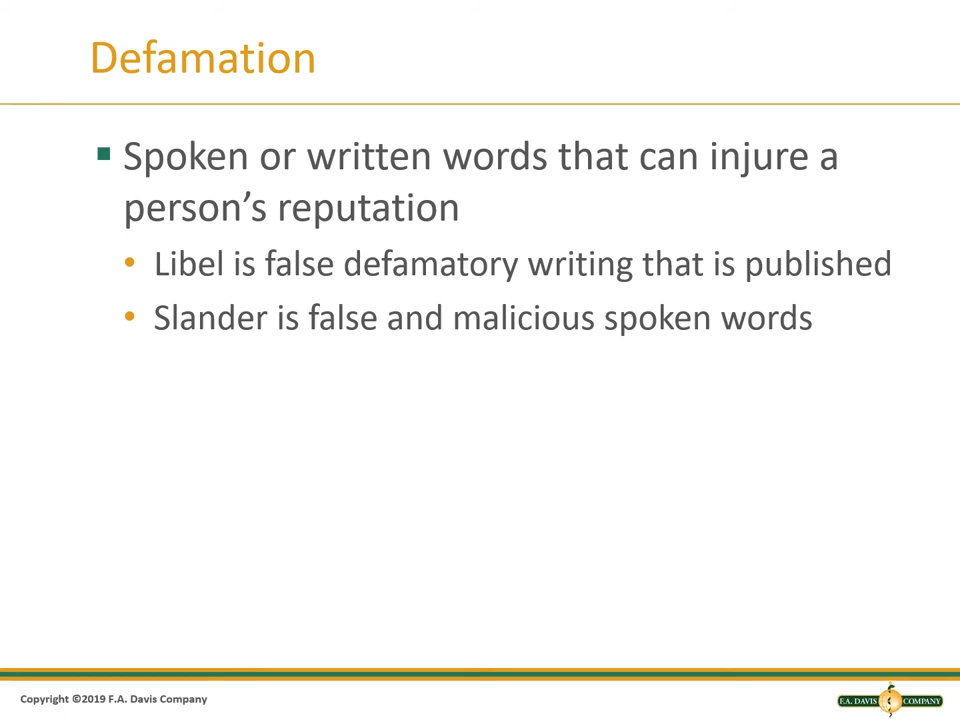 Defamation
Spoken or written words that can injure a
person’s reputation
Libel is false defamatory writing that is published
Slander is false and malicious spoken words
Copyright ©2019 F.A. Davis Company
F.A. DAVIS COMPANY